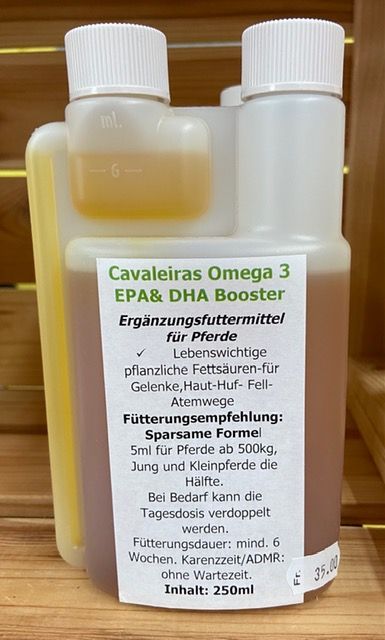 ml.
6
Cavaleiras Omega 3
EPA& DHA Booster
Ergänzungsfuttermittel
für Pferde
✓ Lebenswichtige
pflanzliche Fettsäuren-für
Gelenke,Haut-Huf- Fell-
Atemwege
Fütterungsempfehlung:
Sparsame Formel
5ml für Pferde ab 500kg,
Jung und Kleinpferde die
Hälfte.
Bei Bedarf kann die
Tagesdosis verdoppelt
werden.
Fütterungsdauer: mind. 6
Wochen. Karenzzeit/ADMR:
ohne Wartezeit.
Inhalt: 250ml
Fr. 35.00